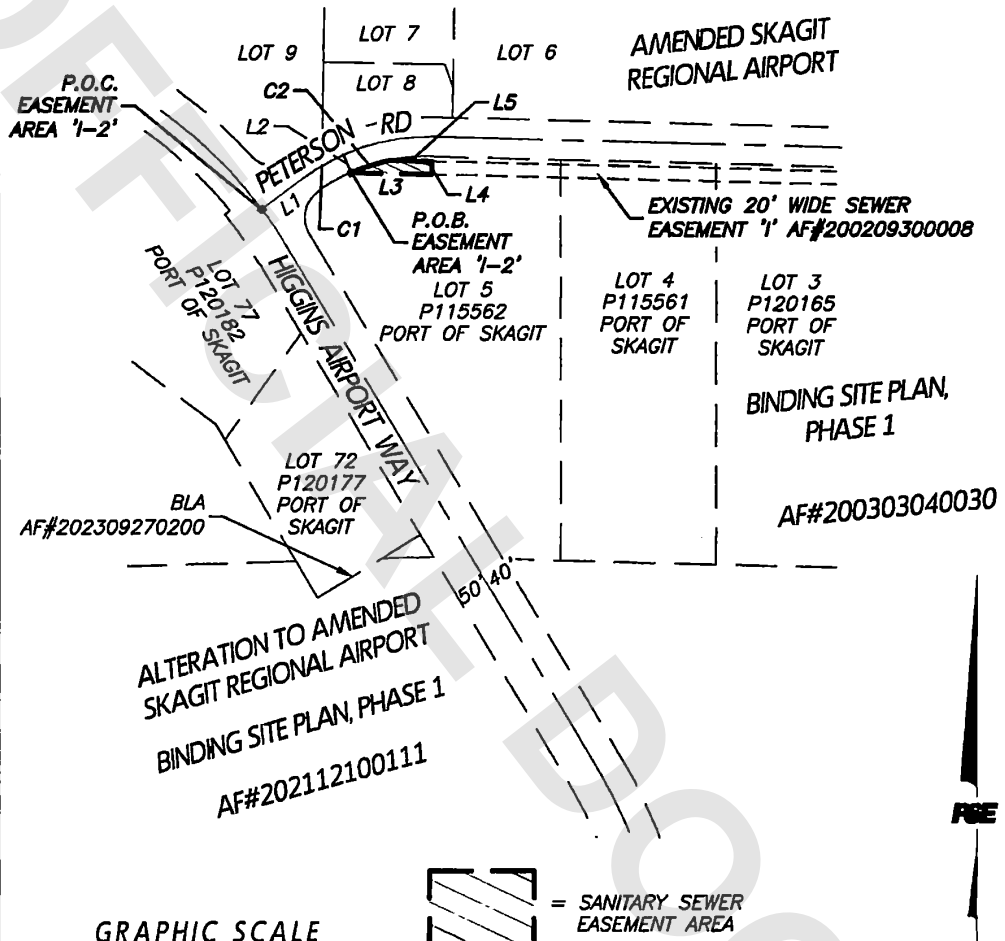 LOT 9
LOT 7
LOT 6
AMENDED SKAGIT
REGIONAL AIRPORT
P.O.C.
EASEMENT
AREA 'I-2'
C2
LOT 8
L5
L2
PETERSON RD
L1
L3
L4
C1
P.O.B.
EASEMENT
AREA 'I-2'
EXISTING 20' WIDE SEWER
EASEMENT 'I' AF#200209300008
LOT 77
P120182
PORT OF
SKAGIT
HIGGINS AIRPORT WAY
LOT 5
P115562
PORT OF SKAGIT
LOT 4
P115561
PORT OF
SKAGIT
LOT 3
P120165
PORT OF
SKAGIT
BINDING SITE PLAN,
PHASE 1
LOT 72
P120177
PORT OF
SKAGIT
BLA
AF#202309270200
AF#200303040030
50' 40'
ALTERATION TO AMENDED
SKAGIT REGIONAL AIRPORT
BINDING SITE PLAN, PHASE 1
AF#202112100111
= SANITARY SEWER
EASEMENT AREA
GRAPHIC SCALE